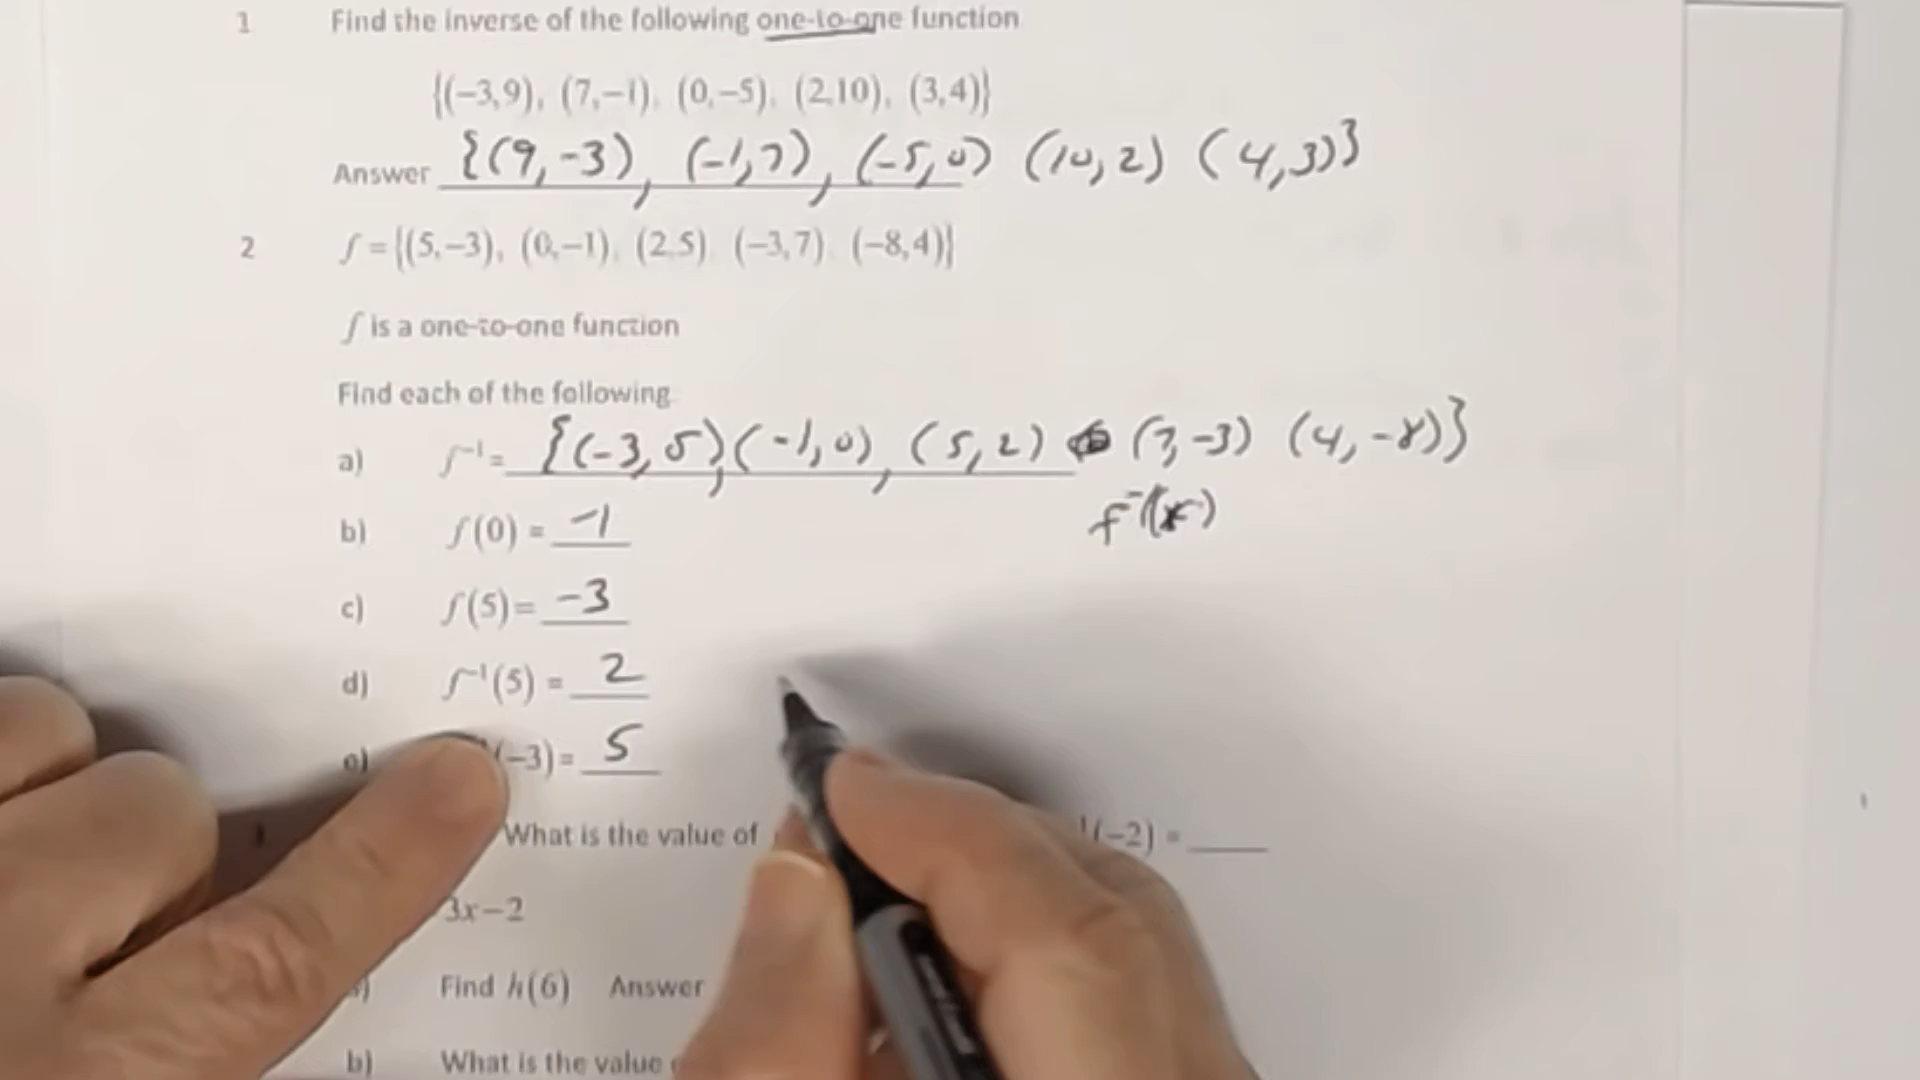 1 Find the inverse of the following one-to-one function
{(−3,9), (7,−1), (0,−5), (2,10), (3,4)}
Answer {(9,-3), (-1,7), (-5,0) (10,2) (4,3)}
2 f = {(5,−3), (0,−1), (2,5), (−3,7), (−8,4)}
f is a one-to-one function
Find each of the following
a) f⁻¹ = {(-3,5),(-1,0), (5,2) (7,-3) (4,-8)}
f⁻¹(x)
b) f(0) = -1
c) f(5) = -3
d) f⁻¹(5) = 2
e) (−3) = 5
What is the value of (−2) = ____
3x−2
Find h(6) Answer
b) What is the value